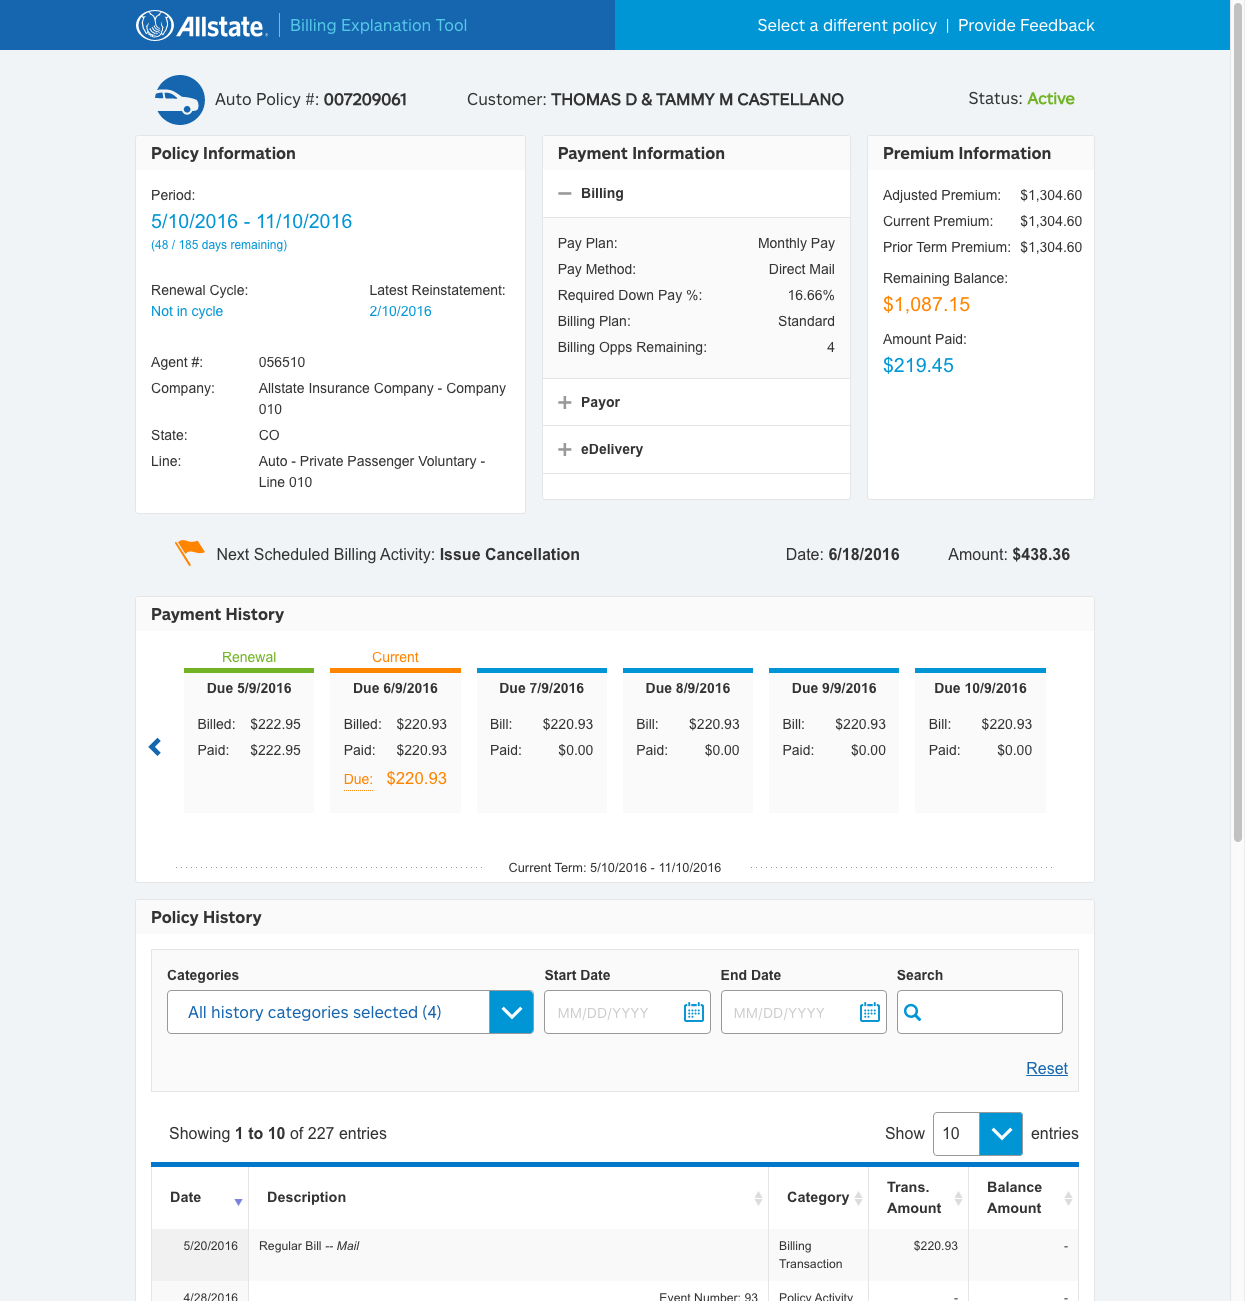 Allstate. Billing Explanation Tool Select a different policy | Provide Feedback
Auto Policy #: 007209061 Customer: THOMAS D & TAMMY M CASTELLANO Status: Active
Policy Information
Period:
5/10/2016 - 11/10/2016
(48 / 185 days remaining)
Renewal Cycle: Latest Reinstatement:
Not in cycle 2/10/2016
Agent #: 056510
Company: Allstate Insurance Company - Company
010
State: CO
Line: Auto - Private Passenger Voluntary -
Line 010
Payment Information
Billing
Pay Plan: Monthly Pay
Pay Method: Direct Mail
Required Down Pay %: 16.66%
Billing Plan: Standard
Billing Opps Remaining: 4
Payor
eDelivery
Premium Information
Adjusted Premium: $1,304.60
Current Premium: $1,304.60
Prior Term Premium: $1,304.60
Remaining Balance:
$1,087.15
Amount Paid:
$219.45
Next Scheduled Billing Activity: Issue Cancellation Date: 6/18/2016 Amount: $438.36
Payment History
Renewal Current
Due 5/9/2016 Due 6/9/2016 Due 7/9/2016 Due 8/9/2016 Due 9/9/2016 Due 10/9/2016
Billed: $222.95 Billed: $220.93 Bill: $220.93 Bill: $220.93 Bill: $220.93 Bill: $220.93
Paid: $222.95 Paid: $220.93 Paid: $0.00 Paid: $0.00 Paid: $0.00 Paid: $0.00
Due: $220.93
Current Term: 5/10/2016 - 11/10/2016
Policy History
Categories Start Date End Date Search
All history categories selected (4) MM/DD/YYYY MM/DD/YYYY
Reset
Showing 1 to 10 of 227 entries Show 10 entries
Date Description Category Trans. Amount Balance Amount
5/20/2016 Regular Bill -- Mail Billing Transaction $220.93 -
4/28/2016 Event Number: 93 Policy Activity - -